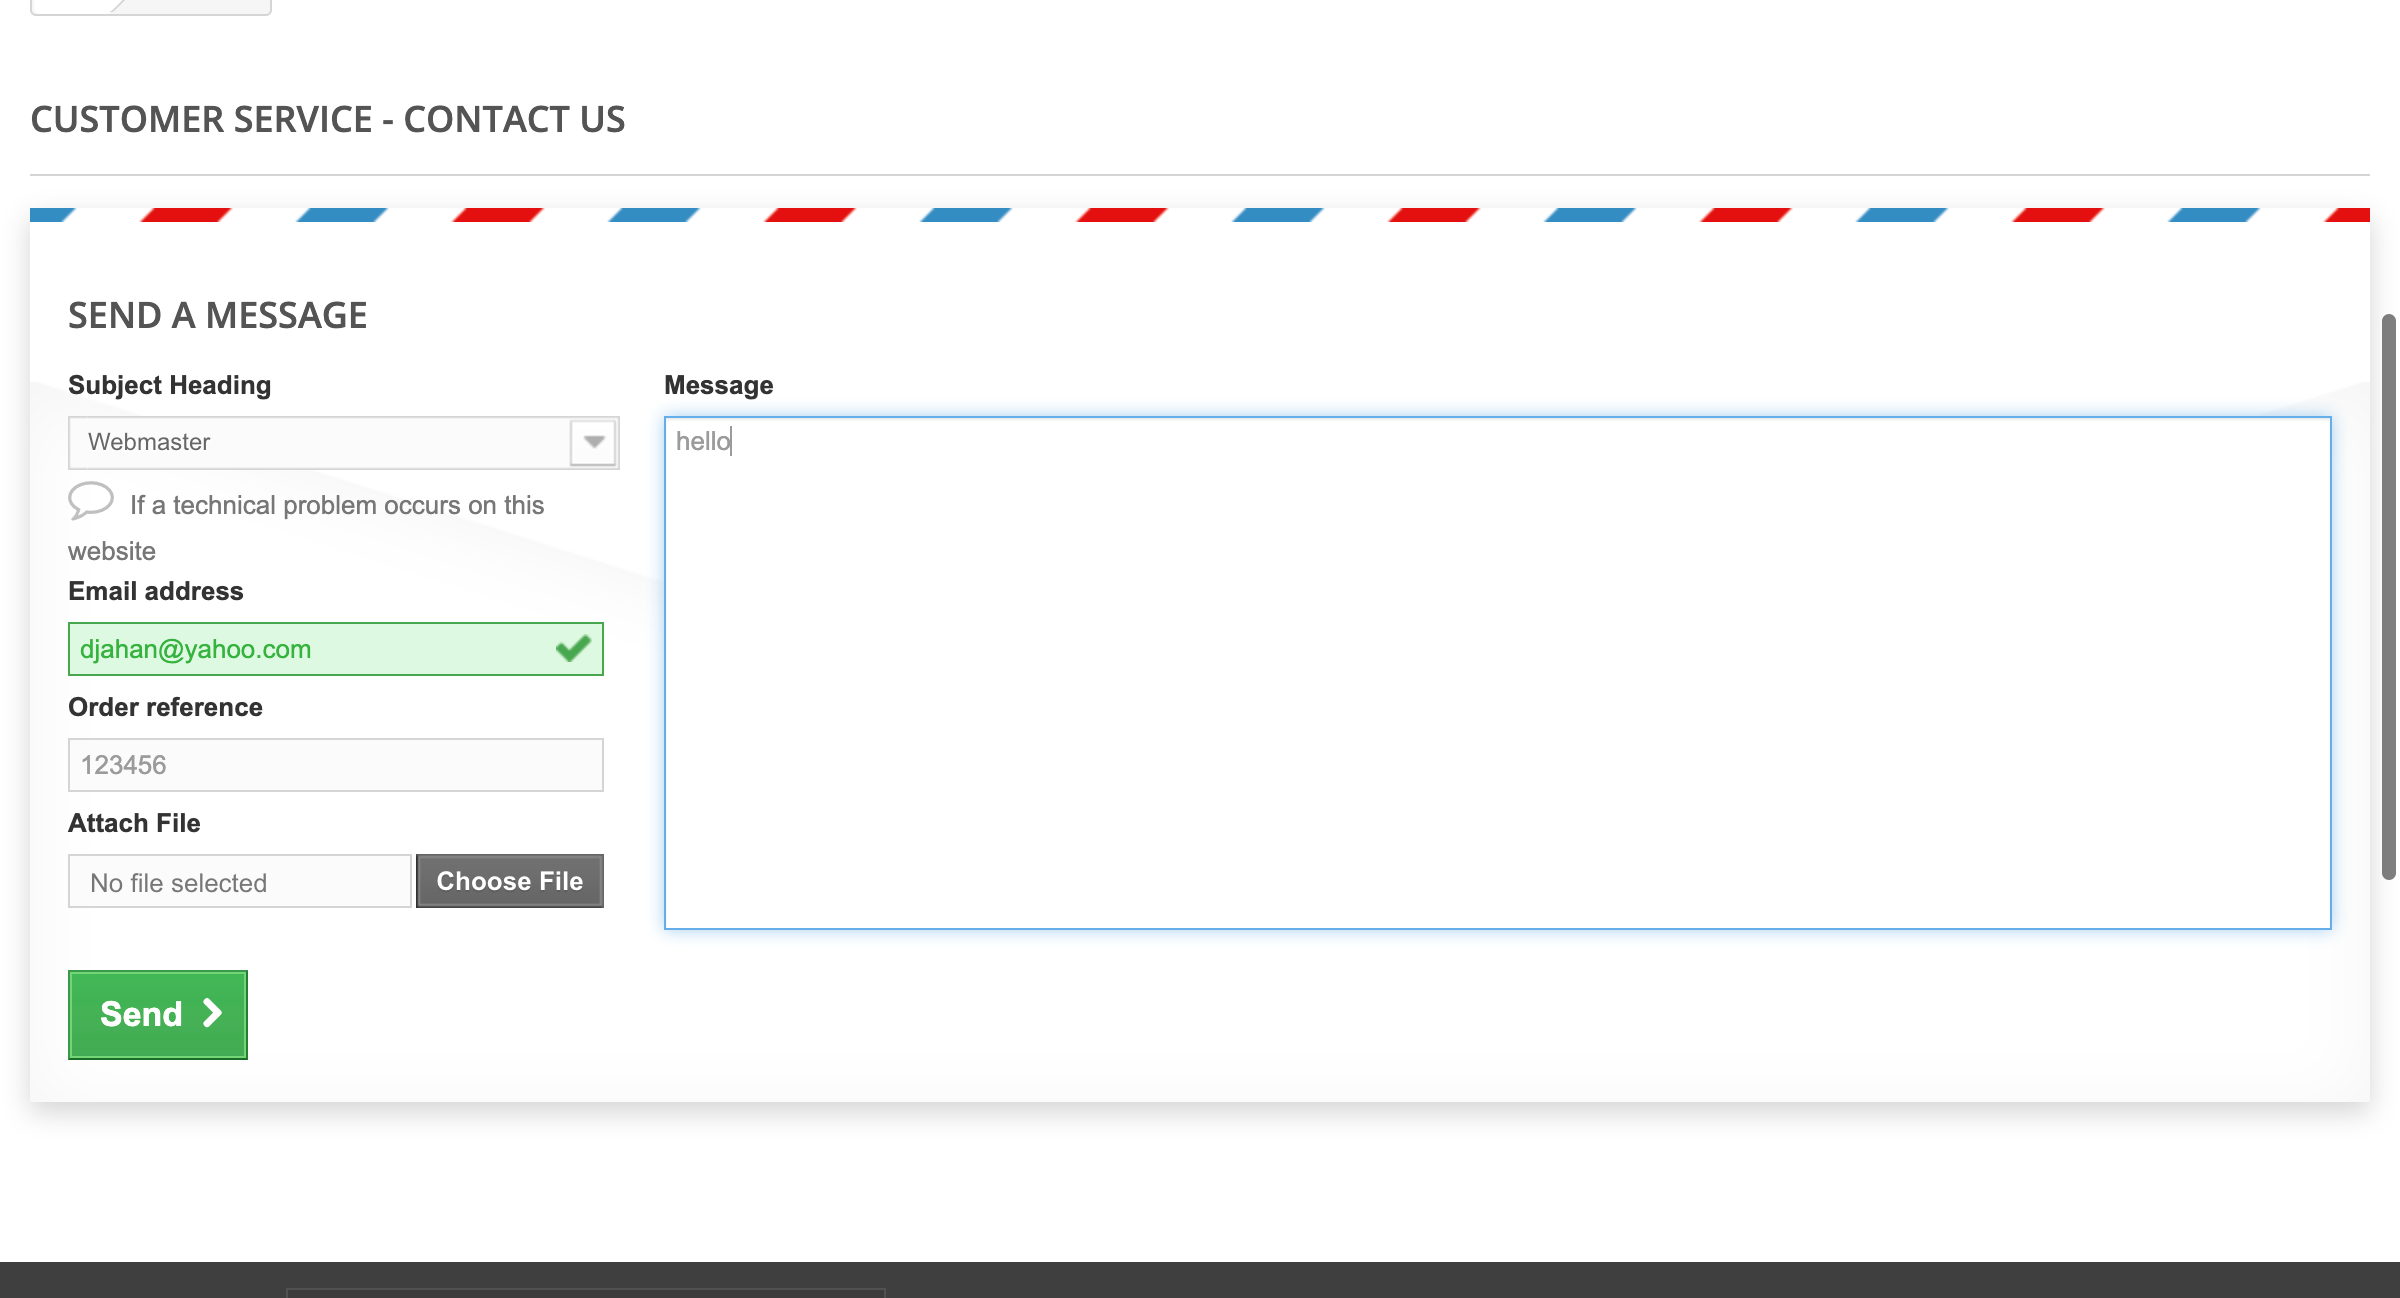 CUSTOMER SERVICE - CONTACT US
SEND A MESSAGE
Subject Heading
Webmaster
If a technical problem occurs on this
website
Email address
djahan@yahoo.com
Order reference
123456
Attach File
No file selected
Choose File
Send
Message
hello